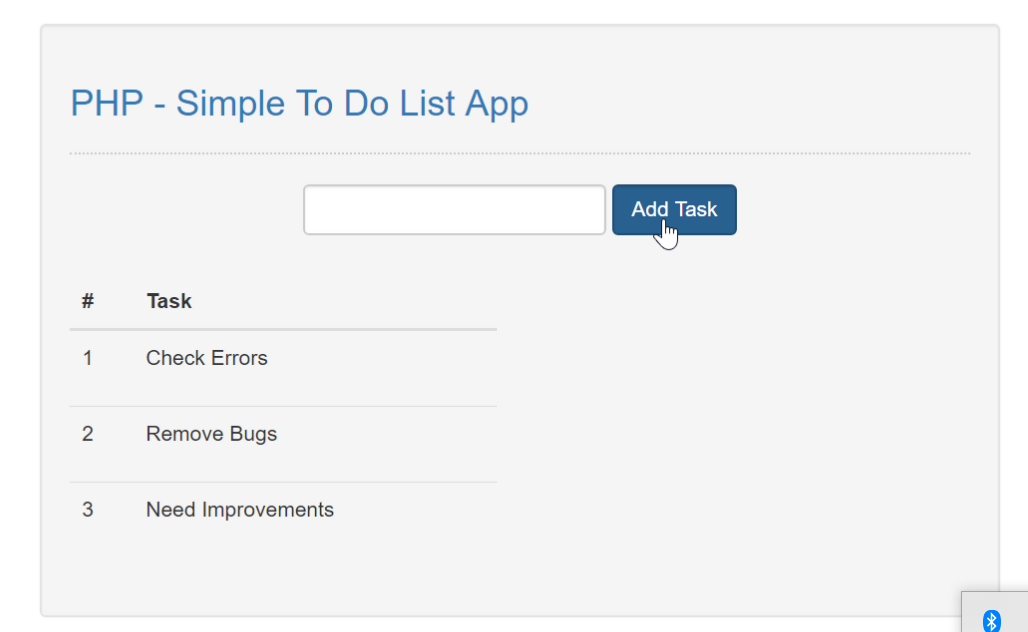 PHP - Simple To Do List App
Add Task
# Task
1 Check Errors
2 Remove Bugs
3 Need Improvements